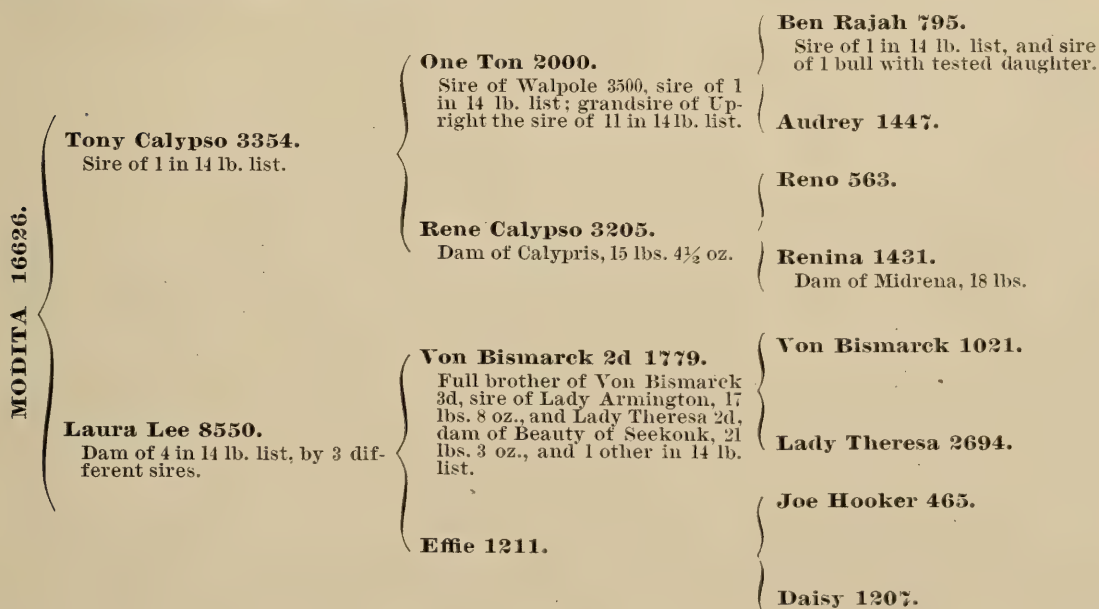 MODITA 16626.
Tony Calypso 3354.
Sire of 1 in 14 lb. list.
Laura Lee 8550.
Dam of 4 in 14 lb. list, by 3 dif-
ferent sires.
One Ton 2000.
Sire of Walpole 3500, sire of 1
in 14 lb. list; grandsire of Up-
right the sire of 11 in 14 lb. list.
Rene Calypso 3205.
Dam of Calypris, 15 lbs. 4½ oz.
Von Bismarck 2d 1779.
Full brother of Von Bismarck
3d, sire of Lady Armington, 17
lbs. 8 oz., and Lady Theresa 2d,
dam of Beauty of Seekonk, 21
lbs. 3 oz., and 1 other in 14 lb.
list.
Effie 1211.
Ben Rajah 795.
Sire of 1 in 14 lb. list, and sire
of 1 bull with tested daughter.
Audrey 1447.
Reno 563.
Renina 1431.
Dam of Midrena, 18 lbs.
Von Bismarck 1021.
Lady Theresa 2694.
Joe Hooker 465.
Daisy 1207.